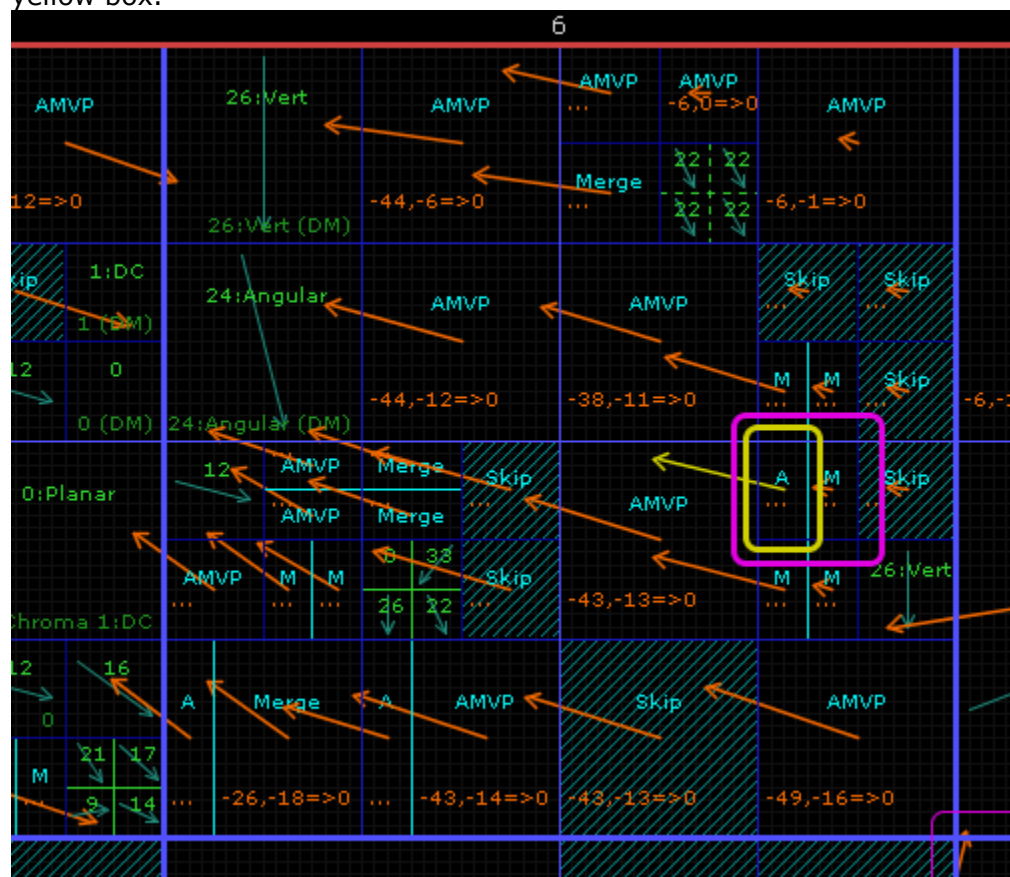 yellow box.
6
AMVP
26:Vert
AMVP
AMVP
AMVP
AMVP
...
-6,0=>0
22 22
Merge
12=>0
-44,-6=>0
...
22 22
-6,-1=>0
26:Vert (DM)
1:DC
Skip
Skip
24:Angular
AMVP
AMVP
...
...
1 (DM)
12
0
M
M
Skip
-44,-12=>0
-38,-11=>0
...
...
...
0 (DM)
24:Angular (DM)
12
AMVP
Merge
Skip
A
M
Skip
0:Planar
AMVP
...
...
...
...
AMVP
Merge
33
26:Vert
AMVP
M
M
Skip
M
M
...
...
...
26
22
...
-43,-13=>0
...
...
Chroma 1:DC
12
16
A
Merge
A
AMVP
Skip
AMVP
0
21
17
M
...
9
14
...
-26,-18=>0
...
-43,-14=>0
-43,-13=>0
-49,-16=>0